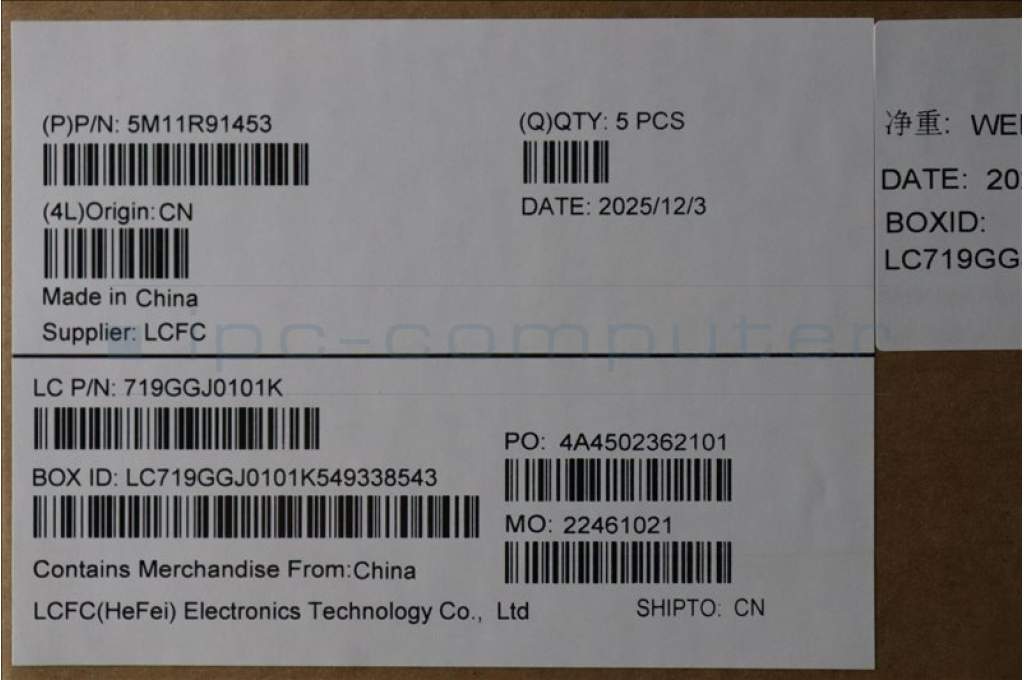 (P)P/N: 5M11R91453
(Q)QTY: 5 PCS
(4L)Origin:CN
DATE: 2025/12/3
Made in China
Supplier: LCFC
ipc-computer
LC P/N: 719GGJ0101K
PO: 4A4502362101
BOX ID: LC719GGJ0101K549338543
MO: 22461021
Contains Merchandise From:China
LCFC(HeFei) Electronics Technology Co., Ltd
SHIPTO: CN
净重:
DATE: 20
BOXID:
LC719GG